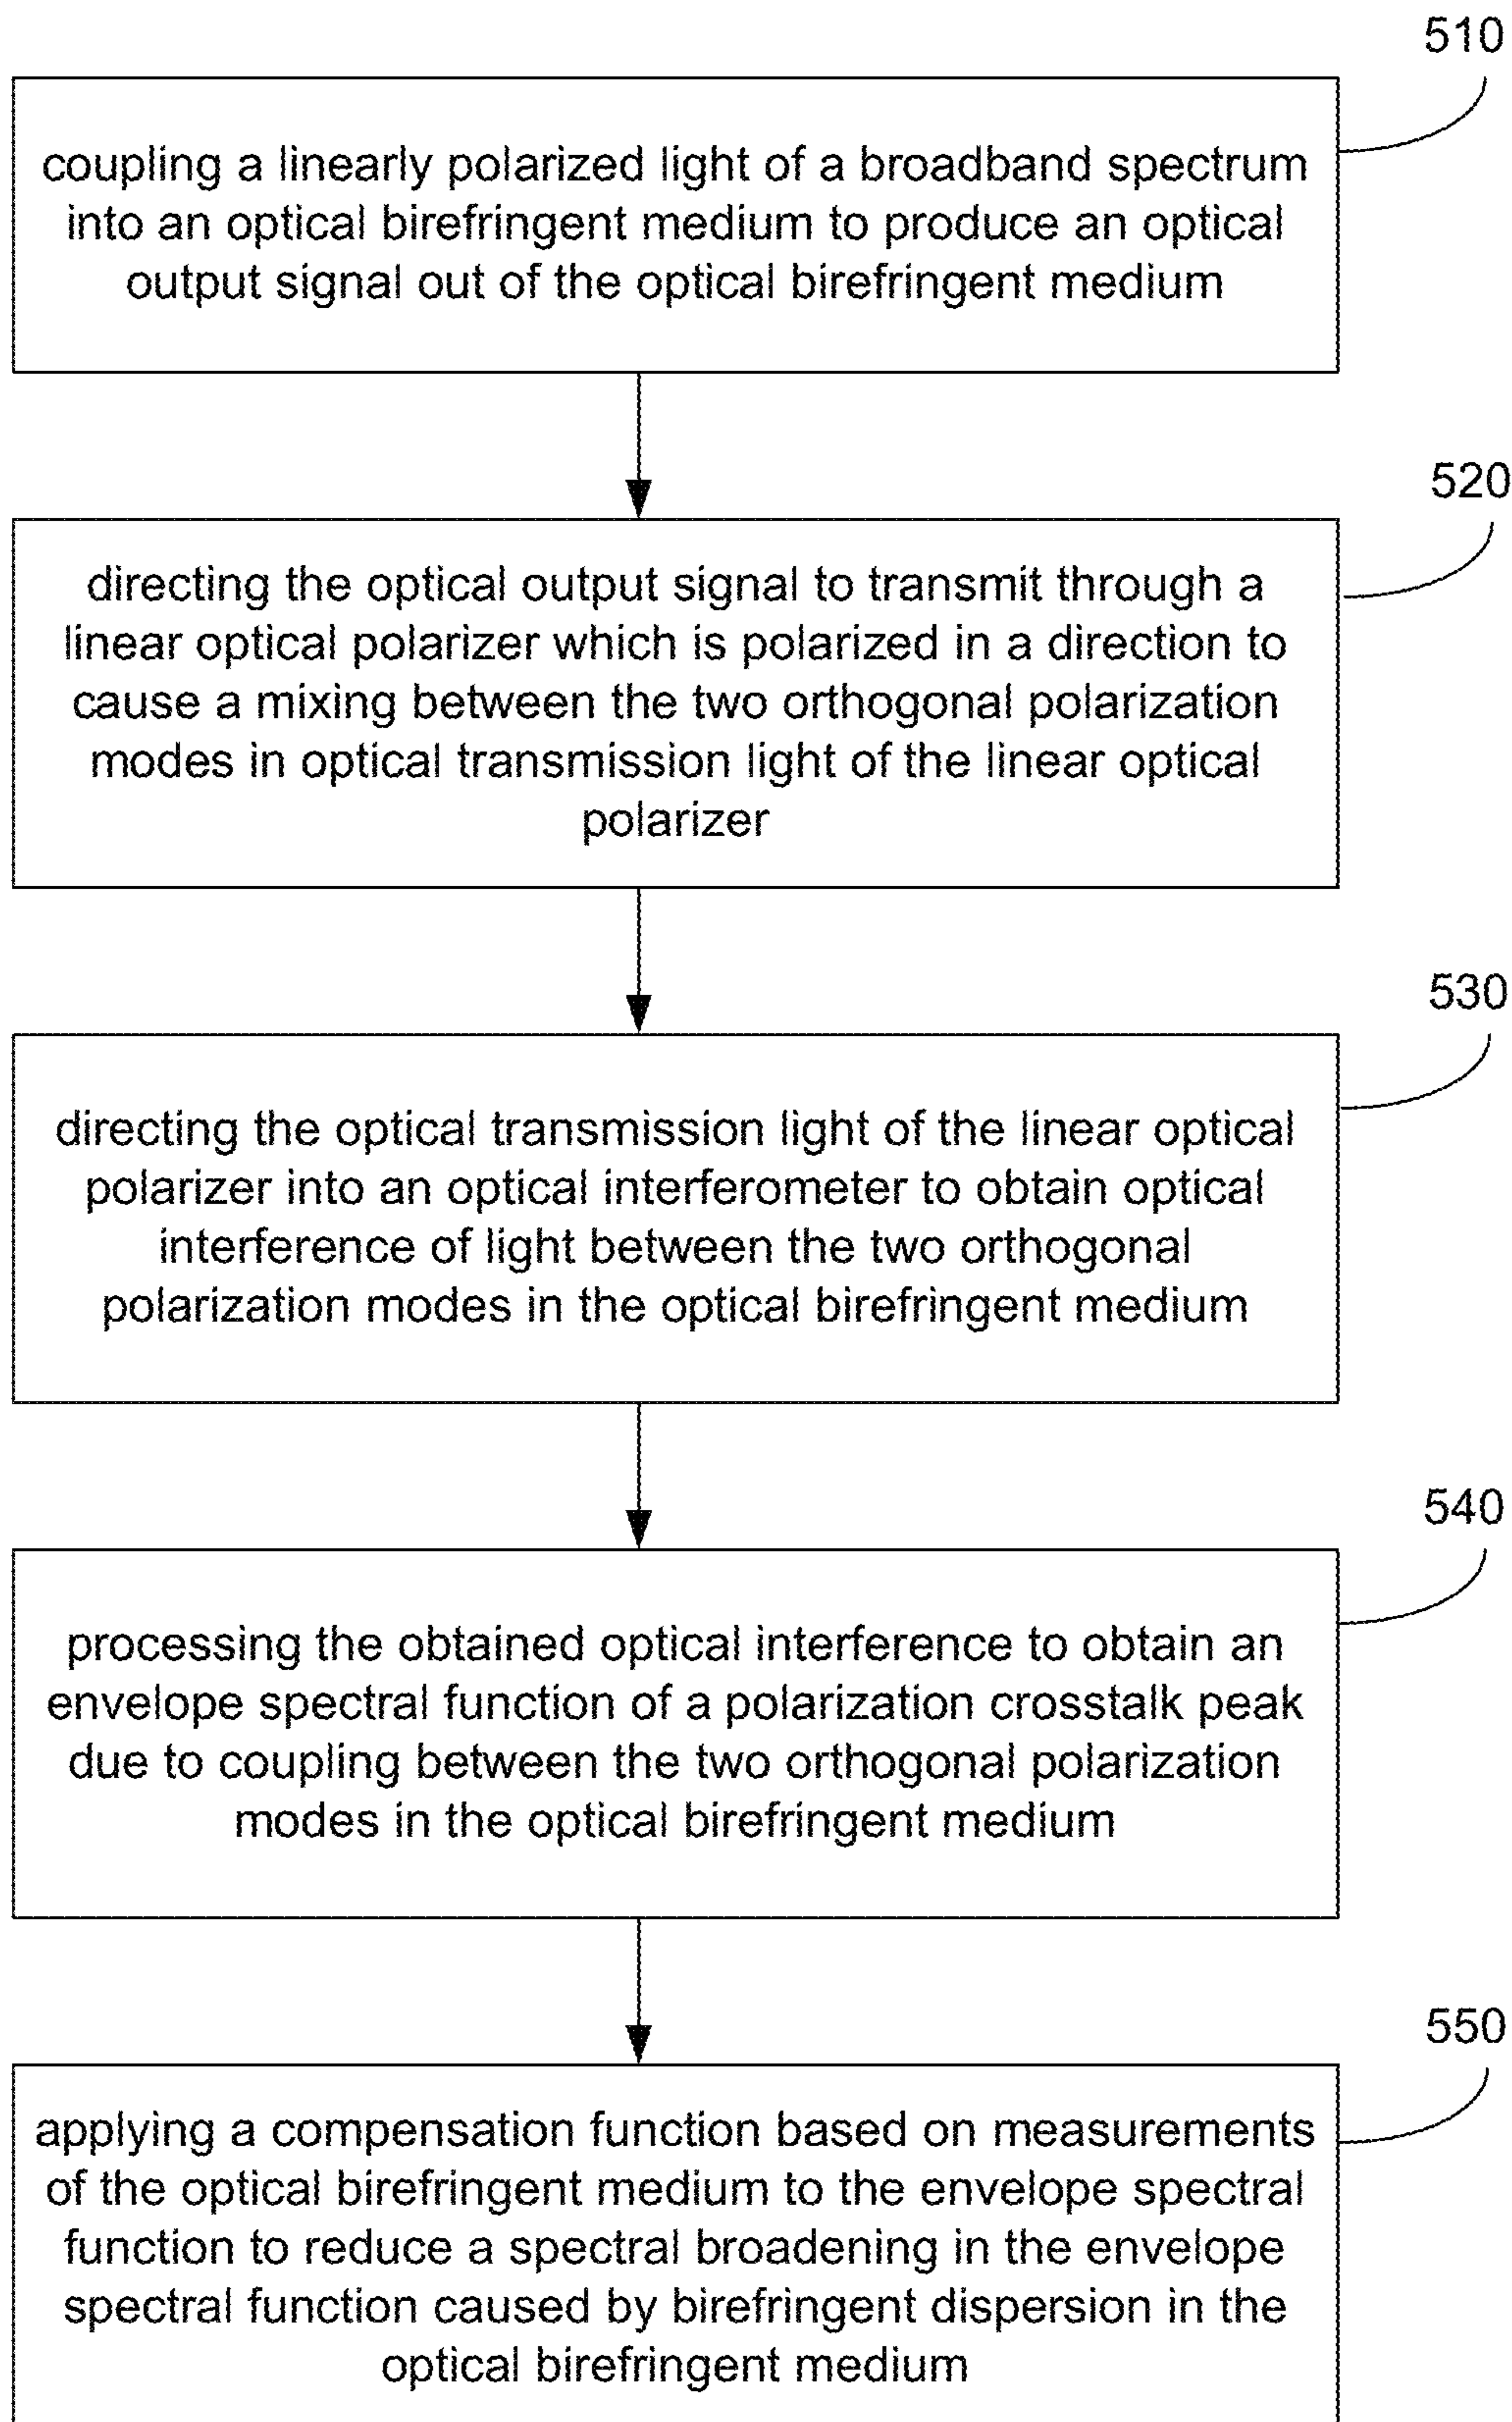 510
coupling a linearly polarized light of a broadband spectrum
into an optical birefringent medium to produce an optical
output signal out of the optical birefringent medium
520
directing the optical output signal to transmit through a
linear optical polarizer which is polarized in a direction to
cause a mixing between the two orthogonal polarization
modes in optical transmission light of the linear optical
polarizer
530
directing the optical transmission light of the linear optical
polarizer into an optical interferometer to obtain optical
interference of light between the two orthogonal
polarization modes in the optical birefringent medium
540
processing the obtained optical interference to obtain an
envelope spectral function of a polarization crosstalk peak
due to coupling between the two orthogonal polarization
modes in the optical birefringent medium
550
applying a compensation function based on measurements
of the optical birefringent medium to the envelope spectral
function to reduce a spectral broadening in the envelope
spectral function caused by birefringent dispersion in the
optical birefringent medium